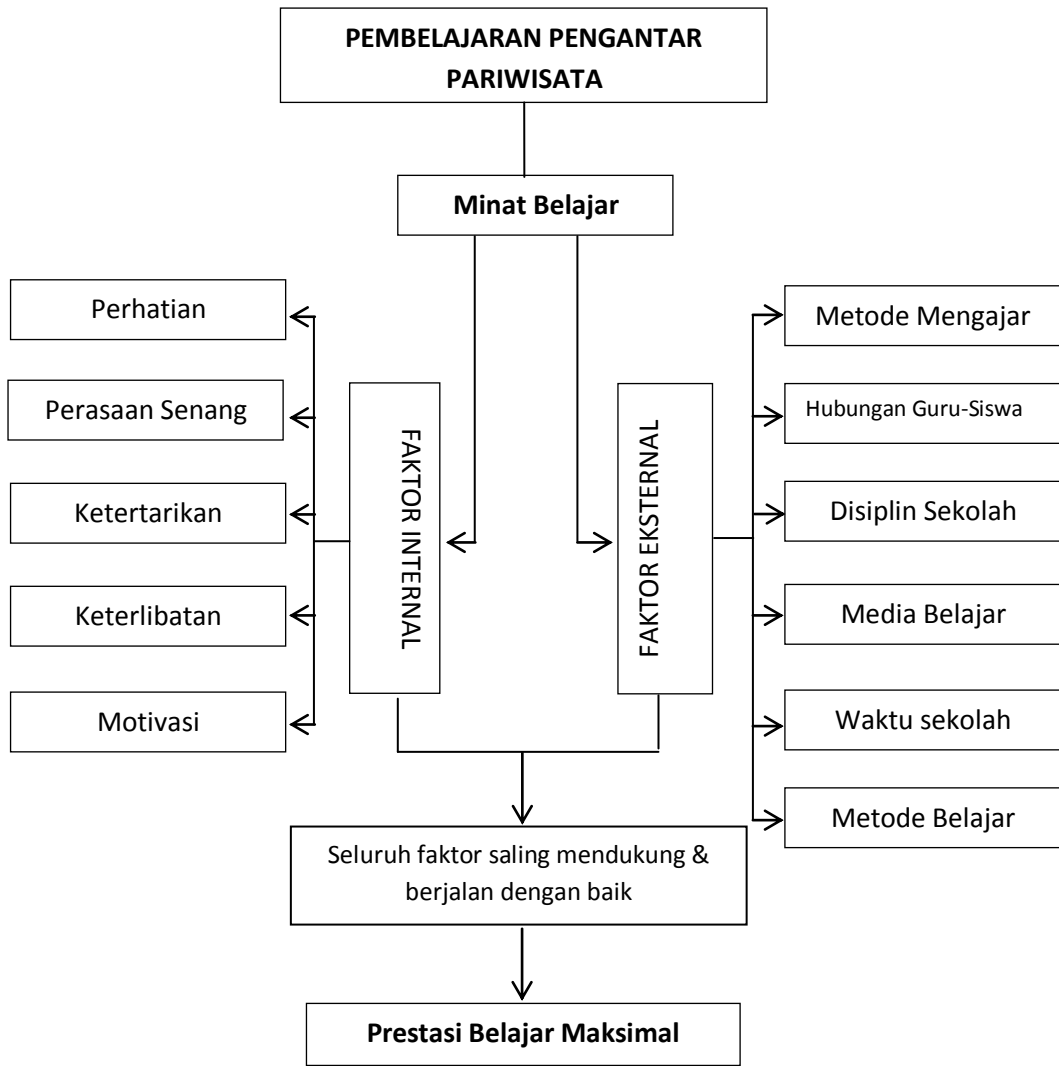 PEMBELAJARAN PENGANTAR
PARIWISATA
Minat Belajar
Perhatian
Perasaan Senang
Ketertarikan
Keterlibatan
Motivasi
FAKTOR INTERNAL
FAKTOR EKSTERNAL
Metode Mengajar
Hubungan Guru-Siswa
Disiplin Sekolah
Media Belajar
Waktu sekolah
Metode Belajar
Seluruh faktor saling mendukung &
berjalan dengan baik
Prestasi Belajar Maksimal